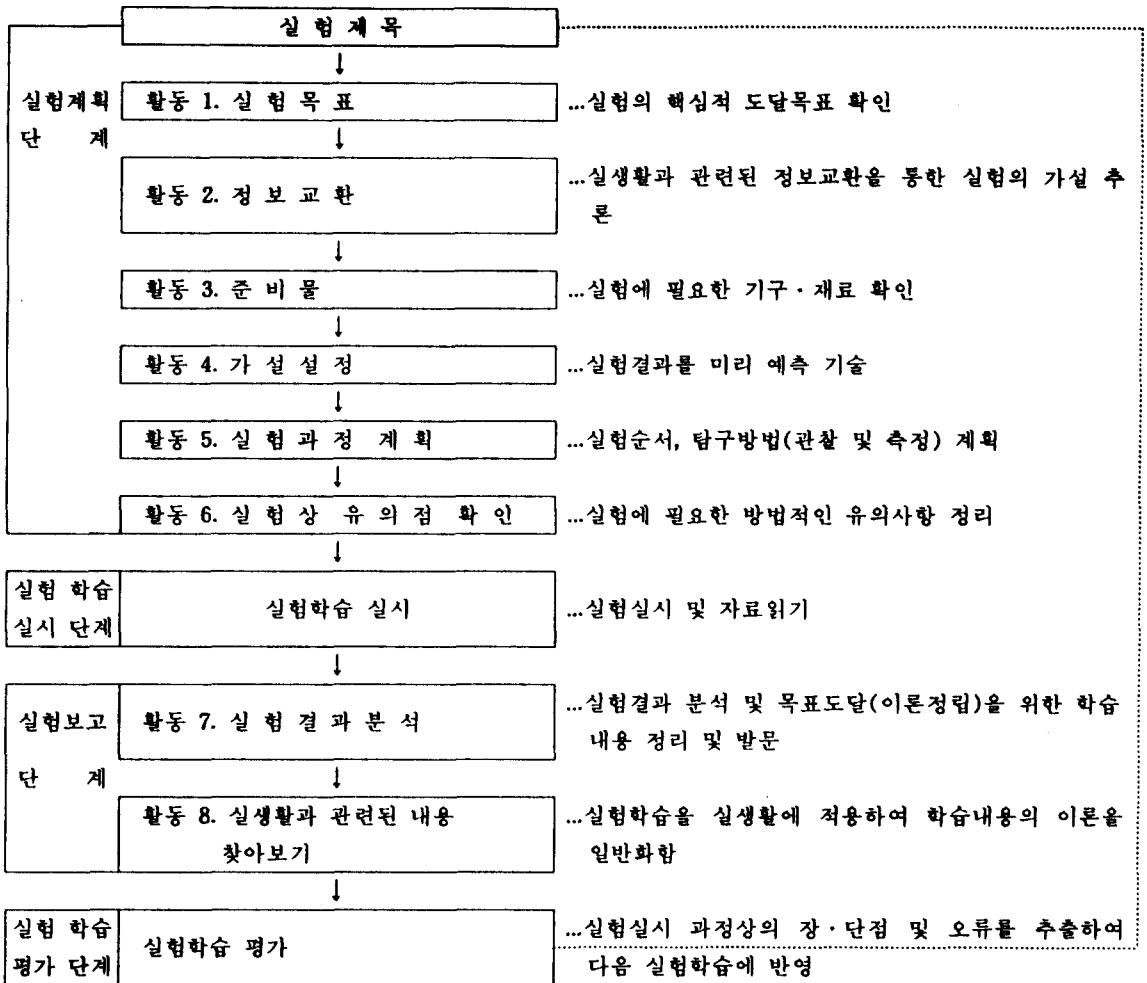 실 험 제 목
↓
실험계획 활동 1. 실 험 목 표 ...실험의 핵심적 도달목표 확인
단 계
↓
활동 2. 정 보 교 환 ...실생활과 관련된 정보교환을 통한 실험의 가설 추
론
↓
활동 3. 준 비 물 ...실험에 필요한 기구·재료 확인
↓
활동 4. 가 설 설 정 ...실험결과를 미리 예측 기술
↓
활동 5. 실 험 과 정 계 획 ...실험순서, 탐구방법(관찰 및 측정) 계획
↓
활동 6. 실 험 상 유 의 점 확 인 ...실험에 필요한 방법적인 유의사항 정리
↓
실험 학습
실시 단계
실험학습 실시 ...실험실시 및 자료읽기
↓
실험보고 활동 7. 실 험 결 과 분 석 ...실험결과 분석 및 목표도달(이론정립)을 위한 학습
단 계 내용 정리 및 발문
↓
활동 8. 실생활과 관련된 내용 ...실험학습을 실생활에 적용하여 학습내용의 이론을
찾아보기 일반화함
↓
실험 학습
평가 단계
실험학습 평가 ...실험실시 과정상의 장·단점 및 오류를 추출하여
다음 실험학습에 반영